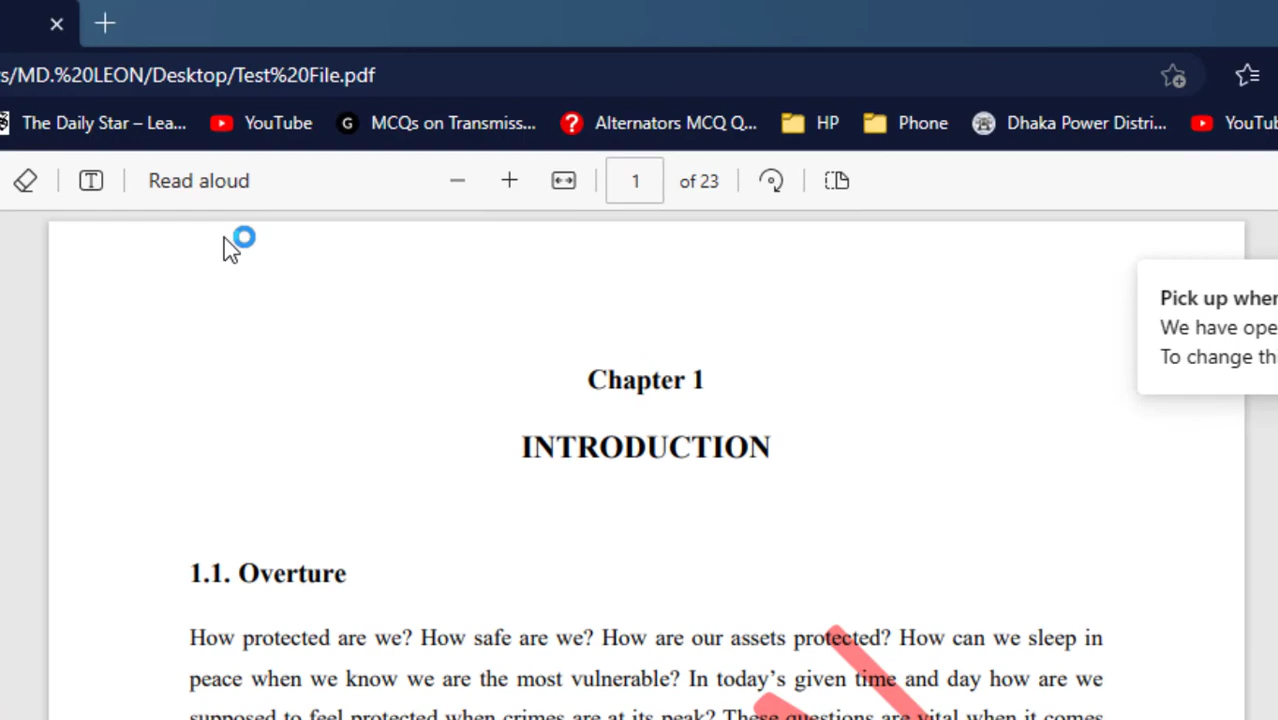 s/MD.%20LEON/Desktop/Test%20File.pdf
The Daily Star – Lea... YouTube G MCQs on Transmiss... ? Alternators MCQ Q... HP Phone Dhaka Power Distri... YouTub
T Read aloud 1 of 23
Pick up when
We have ope
To change thi
Chapter 1
INTRODUCTION
1.1. Overture
How protected are we? How safe are we? How are our assets protected? How can we sleep in
peace when we know we are the most vulnerable? In today’s given time and day how are we
supposed to feel protected when crimes are at its peak? These questions are vital when it comes